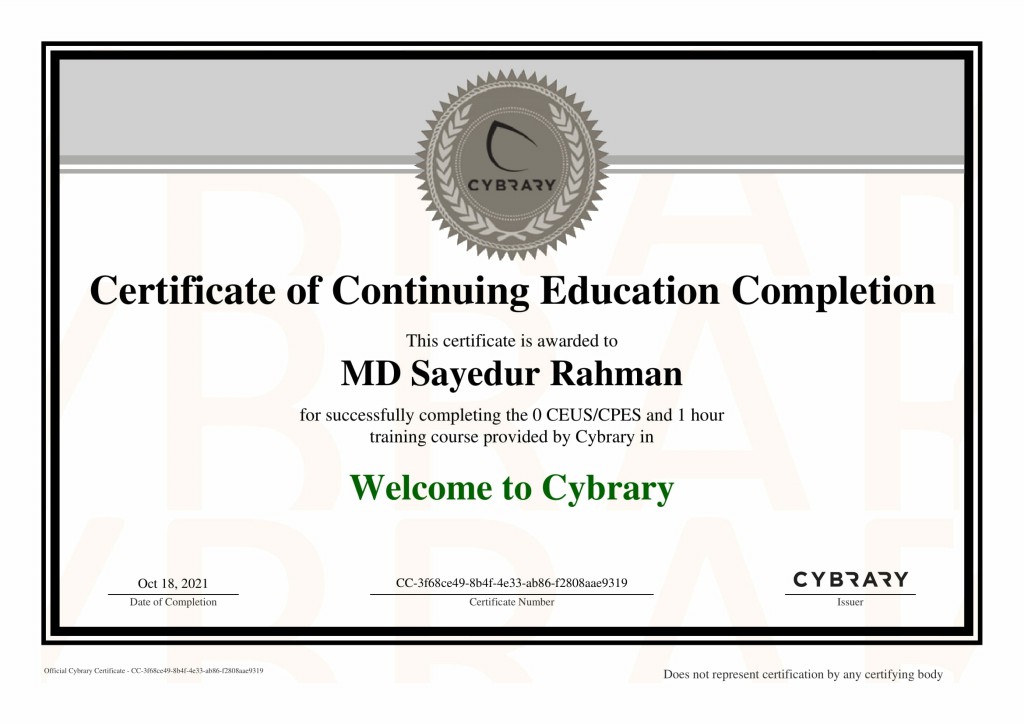 CYBRARY
Certificate of Continuing Education Completion
This certificate is awarded to
MD Sayedur Rahman
for successfully completing the 0 CEUS/CPES and 1 hour
training course provided by Cybrary in
Welcome to Cybrary
Oct 18, 2021
Date of Completion
CC-3f68ce49-8b4f-4e33-ab86-f2808aae9319
Certificate Number
CYBRARY
Issuer
Official Cybrary Certificate - CC-3f68ce49-8b4f-4e33-ab86-f2808aae9319
Does not represent certification by any certifying body